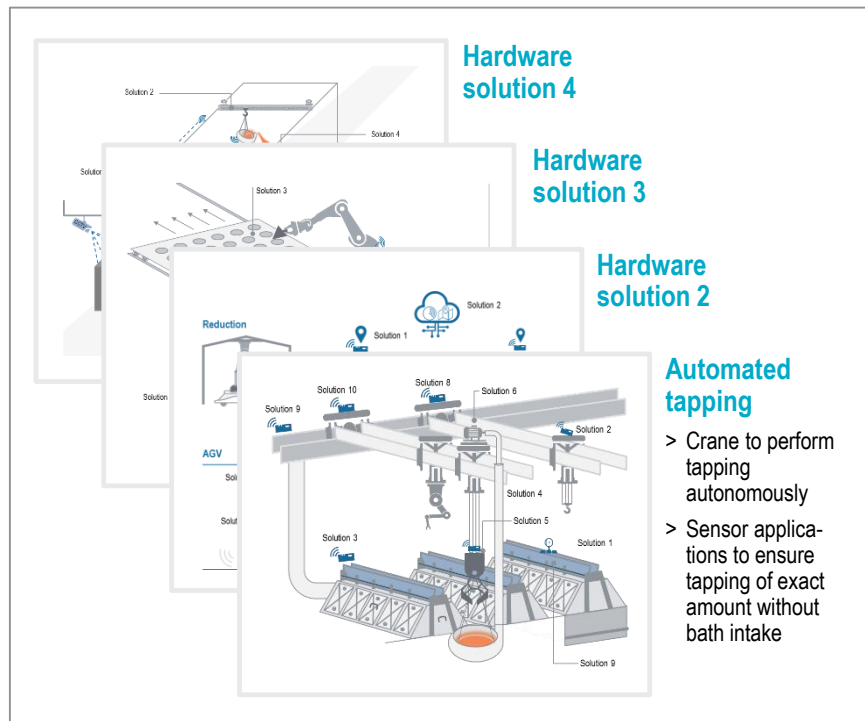 Hardware
solution 4
Solution 2
Solution 4
Hardware
solution 3
Solution 3
Hardware
solution 2
Solution 2
Reduction
Solution 1
AGV
Automated
tapping
> Crane to perform
tapping
autonomously
> Sensor applica-
tions to ensure
tapping of exact
amount without
bath intake
Solution 10
Solution 8
Solution 6
Solution 9
Solution 2
Solution 4
Solution 5
Solution 3
Solution 1
Solution 9